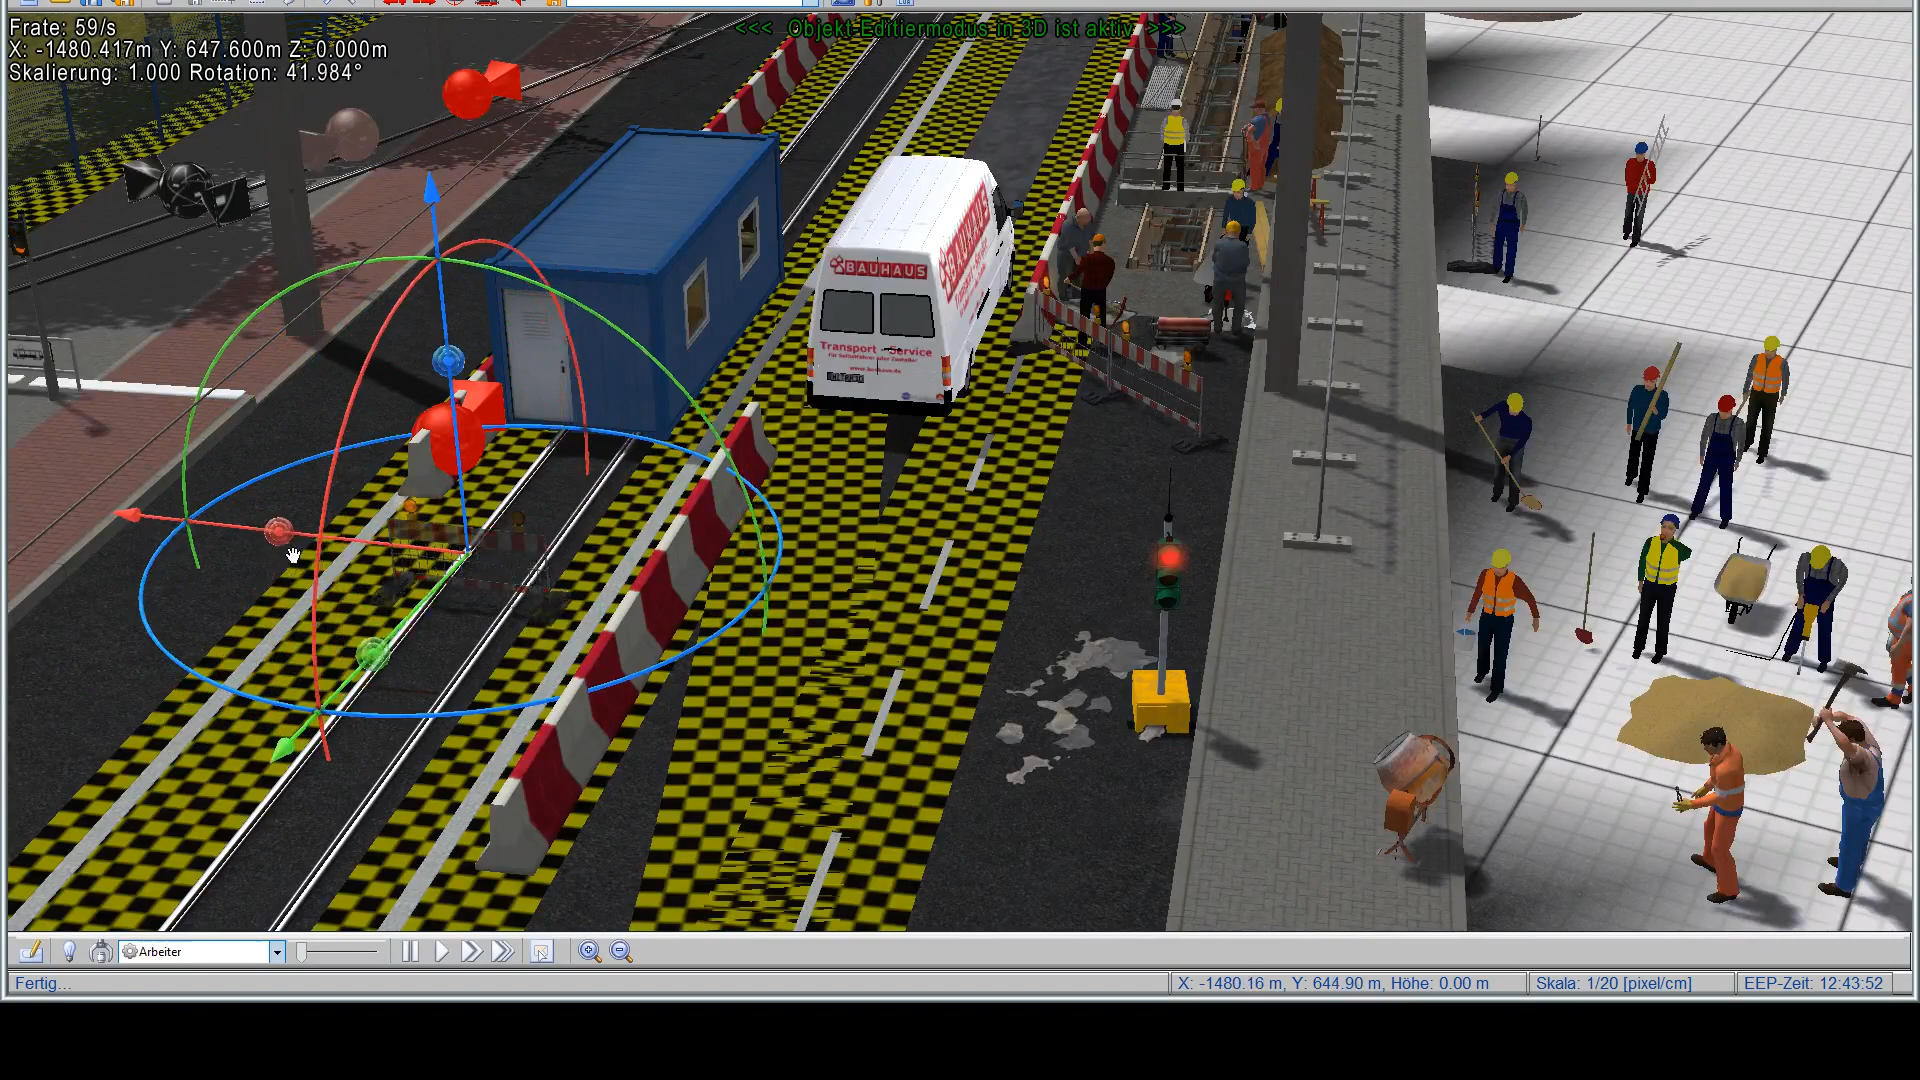 Frate: 59/s
X: -1480.417m Y: 647.600m Z: 0.000m
Skalierung: 1.000 Rotation: 41.984°
<<< Objekt-Editiermodus in 3D ist aktiv >>>
BAUHAUS
BAUHAUS
Transport - Service
Arbeiter
Fertig...
X: -1480.16 m, Y: 644.90 m, Höhe: 0.00 m
Skala: 1/20 [pixel/cm]
EEP-Zeit: 12:43:52